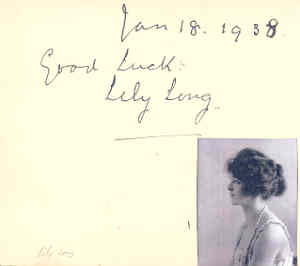 Jan 18. 1938.
Good Luck:
Lily Long.
lily long